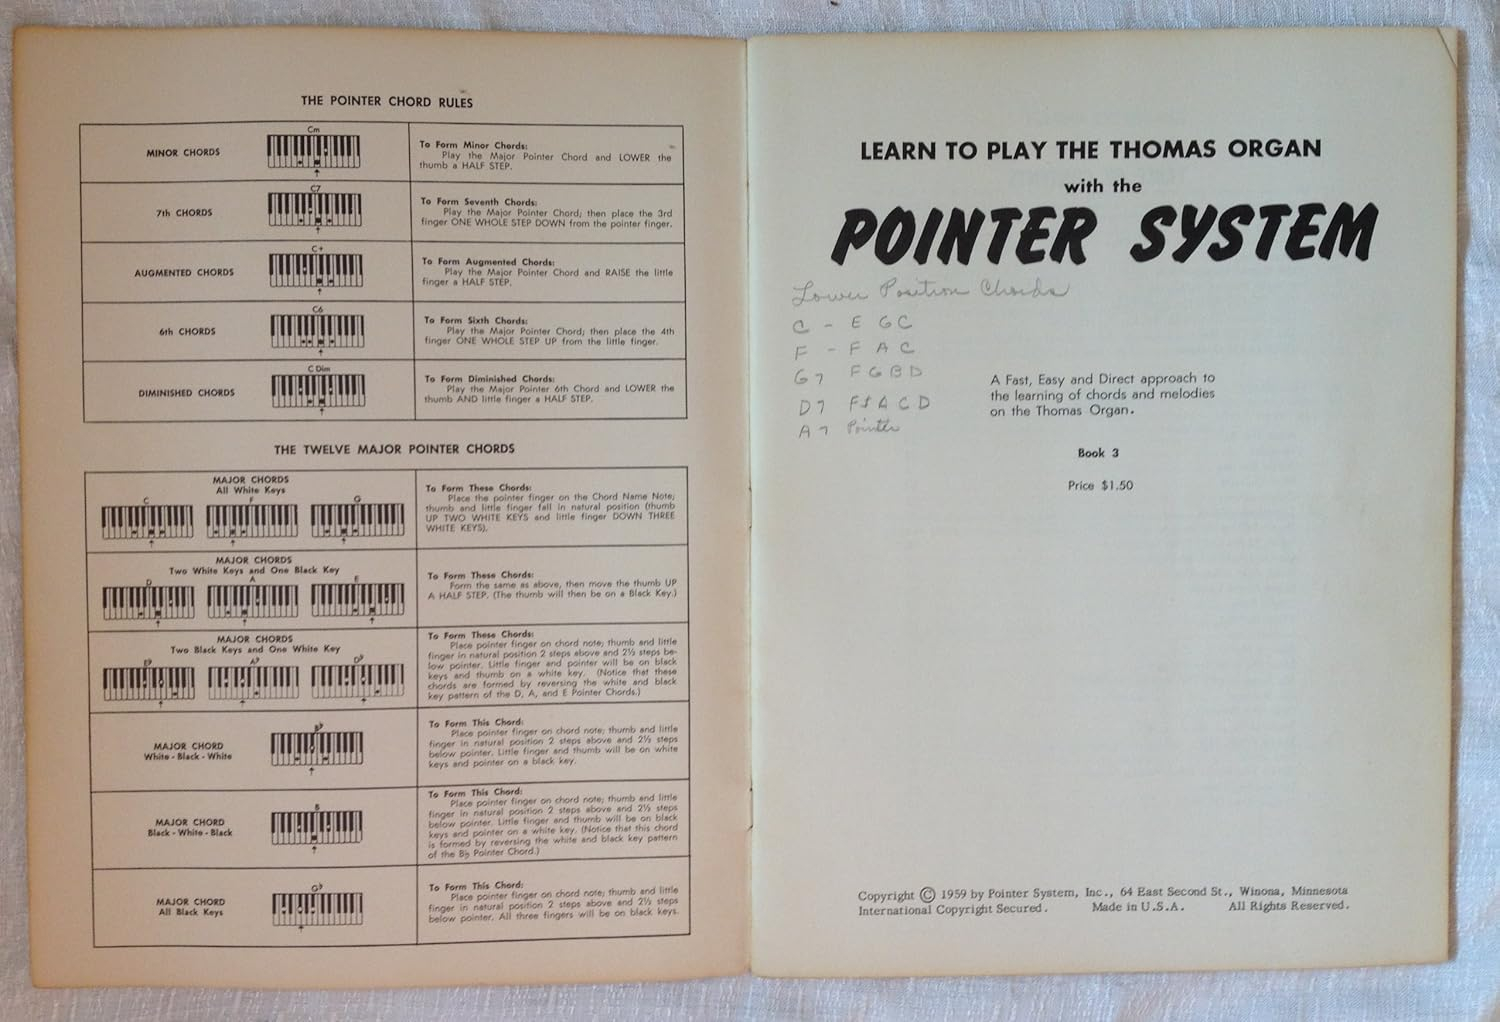 THE POINTER CHORD RULES
MINOR CHORDS
Cm
To Form Minor Chords:
Play the Major Pointer Chord and LOWER the
thumb a HALF STEP.
7th CHORDS
C7
To Form Seventh Chords:
Play the Major Pointer Chord; then place the 3rd
finger ONE WHOLE STEP DOWN from the pointer finger.
AUGMENTED CHORDS
C+
To Form Augmented Chords:
Play the Major Pointer Chord and RAISE the little
finger a HALF STEP.
6th CHORDS
C6
To Form Sixth Chords:
Play the Major Pointer Chord; then place the 4th
finger ONE WHOLE STEP UP from the little finger.
DIMINISHED CHORDS
C Dim
To Form Diminished Chords:
Play the Major Pointer 6th Chord and LOWER the
thumb AND little finger a HALF STEP.
THE TWELVE MAJOR POINTER CHORDS
MAJOR CHORDS
All White Keys
C F G
To Form These Chords:
Place the pointer finger on the Chord Name Note;
thumb and little finger fall in natural position (thumb
UP TWO WHITE KEYS and little finger DOWN THREE
WHITE KEYS).
MAJOR CHORDS
Two White Keys and One Black Key
D A E
To Form These Chords:
Form the same as above, then move the thumb UP
A HALF STEP. (The thumb will then be on a Black Key.)
MAJOR CHORDS
Two Black Keys and One White Key
E♭ A♭ D♭
To Form These Chords:
Place pointer finger on chord note; thumb and little
finger in natural position 2 steps above and 2½ steps be-
low pointer. Little finger and pointer will be on black
keys and thumb on a white key. (Notice that these
chords are formed by reversing the white and black
key pattern of the D, A, and E Pointer Chords.)
MAJOR CHORD
White - Black - White
B♭
To Form This Chord:
Place pointer finger on chord note; thumb and little
finger in natural position 2 steps above and 2½ steps
below pointer. Little finger and thumb will be on white
keys and pointer on a black key.
MAJOR CHORD
Black - White - Black
B
To Form This Chord:
Place pointer finger on chord note; thumb and little
finger in natural position 2 steps above and 2½ steps
below pointer. Little finger and thumb will be on black
keys and pointer on a white key. (Notice that this chord
is formed by reversing the white and black key pattern
of the B♭ Pointer Chord.)
MAJOR CHORD
All Black Keys
G♭
To Form This Chord:
Place pointer finger on chord note; thumb and little
finger in natural position 2 steps above and 2½ steps
below pointer. All three fingers will be on black keys.
LEARN TO PLAY THE THOMAS ORGAN
with the
POINTER SYSTEM
Lower Position Chords
C - E G C
F - F A C
G7 F G B D
D7 F♯ A C D
A7 Pointer
A Fast, Easy and Direct approach to
the learning of chords and melodies
on the Thomas Organ.
Book 3
Price $1.50
Copyright © 1959 by Pointer System, Inc., 64 East Second St., Winona, Minnesota
International Copyright Secured. Made in U.S.A. All Rights Reserved.